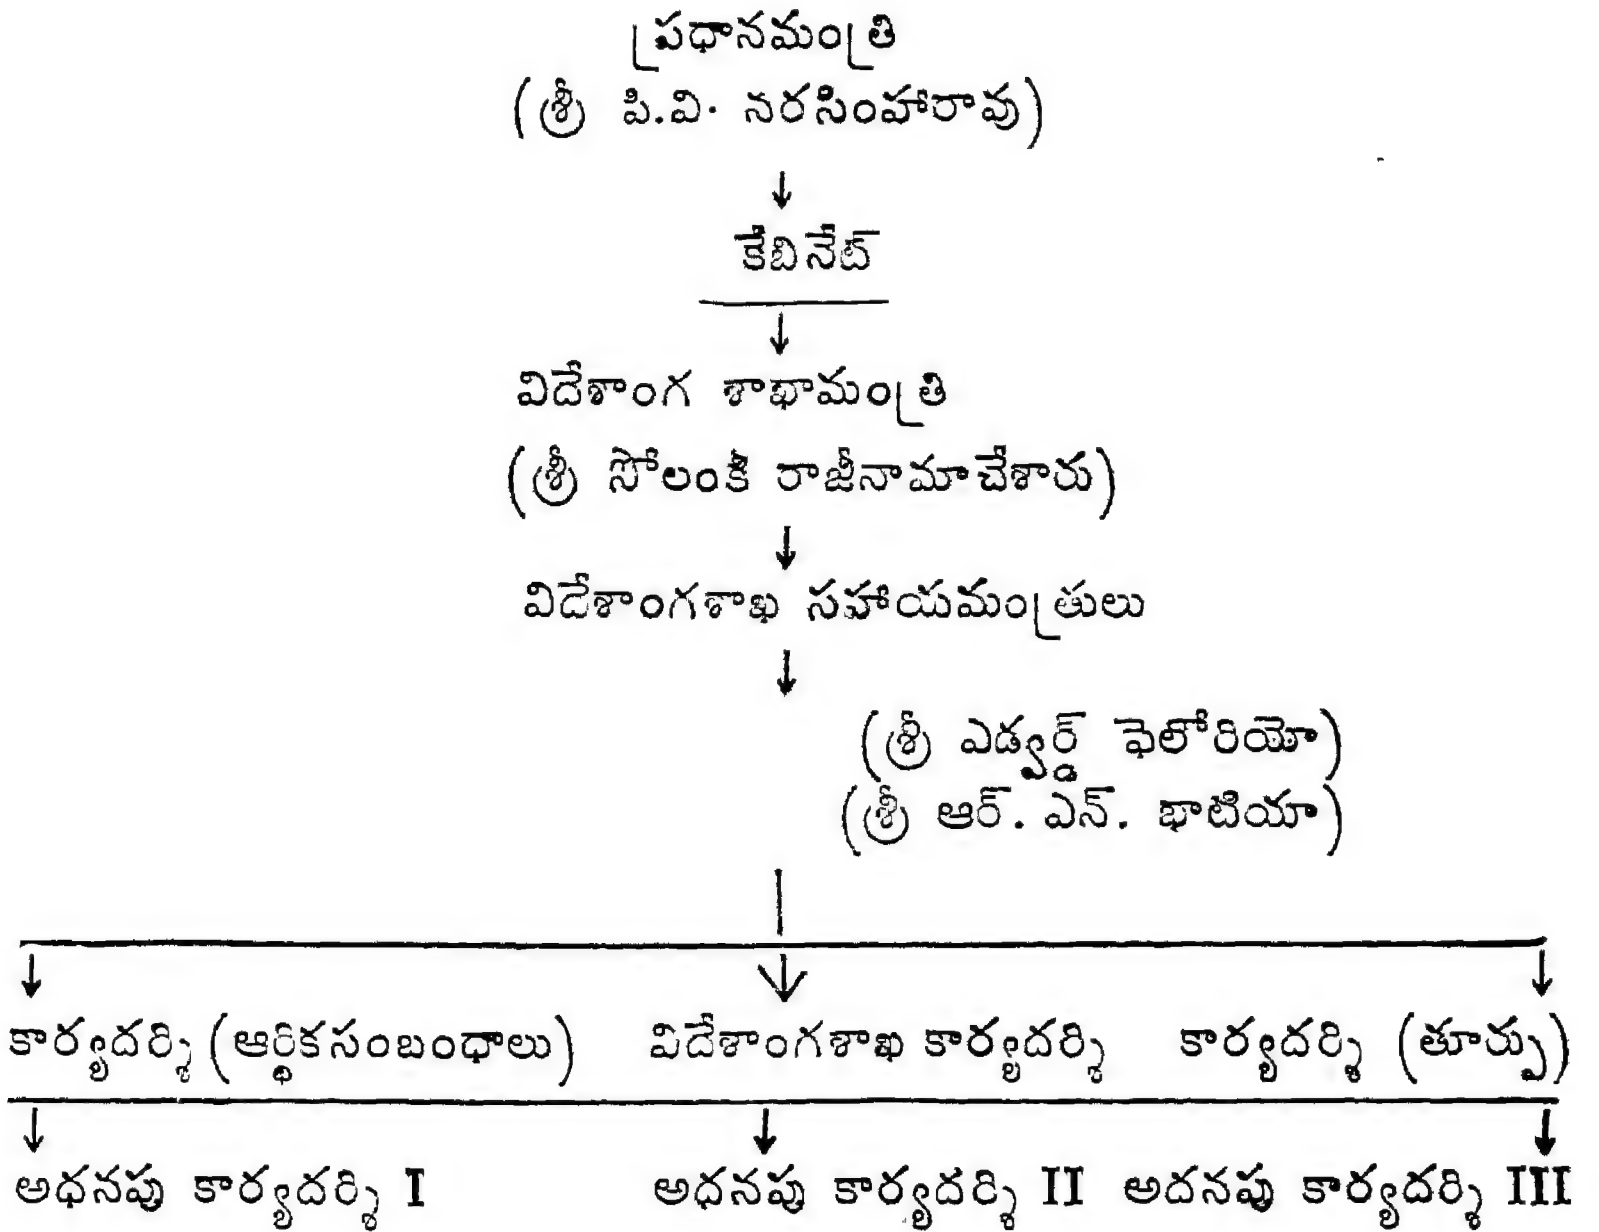 ప్రధానమంత్రి
(శ్రీ పి.వి. నరసింహారావు)
కేబినేట్
విదేశాంగ శాఖామంత్రి
(శ్రీ సోలంకీ రాజీనామాచేశారు)
విదేశాంగశాఖ సహాయమంత్రులు
(శ్రీ ఎడ్వర్డ్ ఫెలోరియో)
(శ్రీ ఆర్. ఎన్. భాటియా)
కార్యదర్శి (ఆర్థికసంబంధాలు) విదేశాంగశాఖ కార్యదర్శి కార్యదర్శి (తూర్పు)
అధనపు కార్యదర్శి I అధనపు కార్యదర్శి II అదనపు కార్యదర్శి III